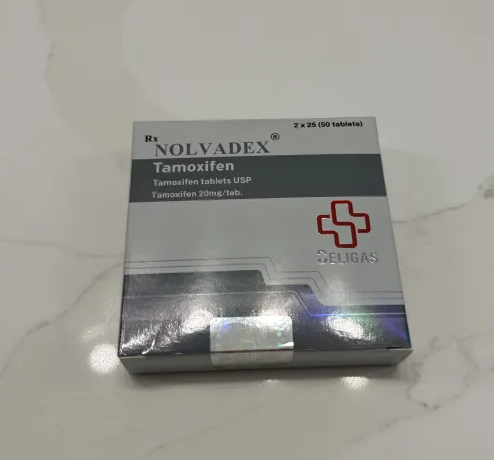 2 x 25 (50 tablets)
Rx
NOLVADEX®
Tamoxifen
Tamoxifen tablets USP
Tamoxifen 20mg/tab.
BELIGAS